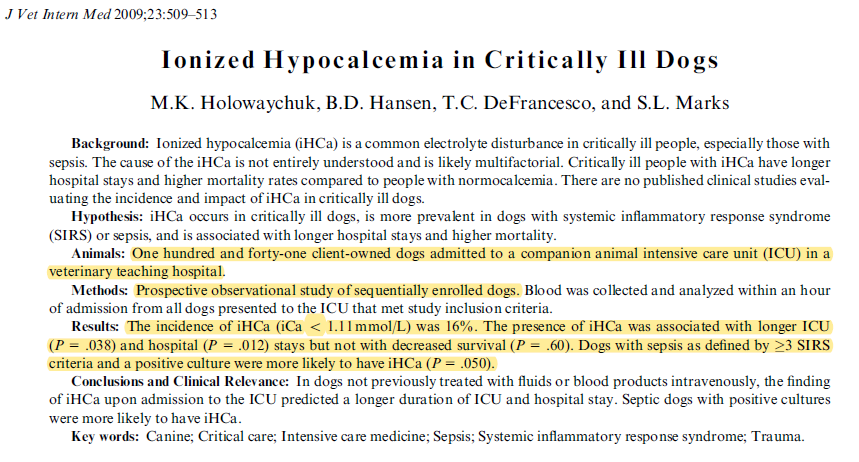 J Vet Intern Med 2009;23:509–513
Ionized Hypocalcemia in Critically Ill Dogs
M.K. Holowaychuk, B.D. Hansen, T.C. DeFrancesco, and S.L. Marks
Background: Ionized hypocalcemia (iHCa) is a common electrolyte disturbance in critically ill people, especially those with
sepsis. The cause of the iHCa is not entirely understood and is likely multifactorial. Critically ill people with iHCa have longer
hospital stays and higher mortality rates compared to people with normocalcemia. There are no published clinical studies eval-
uating the incidence and impact of iHCa in critically ill dogs.
Hypothesis: iHCa occurs in critically ill dogs, is more prevalent in dogs with systemic inflammatory response syndrome
(SIRS) or sepsis, and is associated with longer hospital stays and higher mortality.
Animals: One hundred and forty-one client-owned dogs admitted to a companion animal intensive care unit (ICU) in a
veterinary teaching hospital.
Methods: Prospective observational study of sequentially enrolled dogs. Blood was collected and analyzed within an hour
of admission from all dogs presented to the ICU that met study inclusion criteria.
Results: The incidence of iHCa (iCa < 1.11 mmol/L) was 16%. The presence of iHCa was associated with longer ICU
(P = .038) and hospital (P = .012) stays but not with decreased survival (P = .60). Dogs with sepsis as defined by ≥3 SIRS
criteria and a positive culture were more likely to have iHCa (P = .050).
Conclusions and Clinical Relevance: In dogs not previously treated with fluids or blood products intravenously, the finding
of iHCa upon admission to the ICU predicted a longer duration of ICU and hospital stay. Septic dogs with positive cultures
were more likely to have iHCa.
Key words: Canine; Critical care; Intensive care medicine; Sepsis; Systemic inflammatory response syndrome; Trauma.